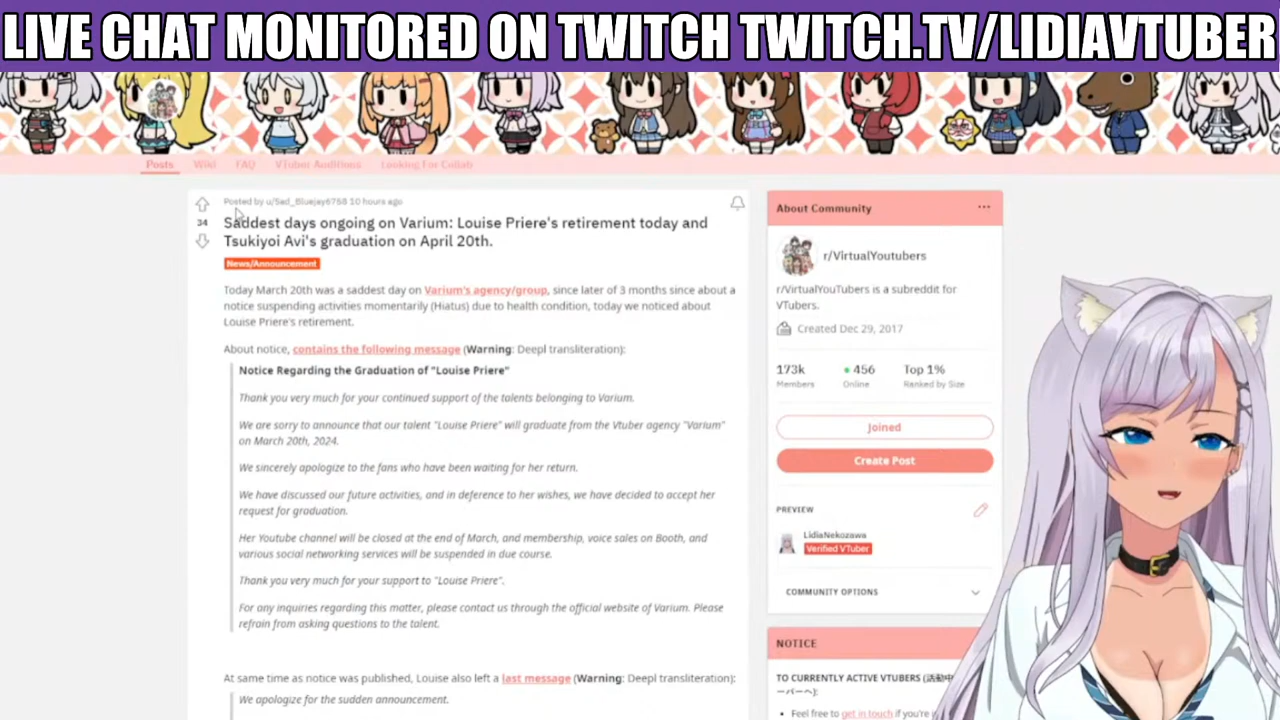 LIVE CHAT MONITORED ON TWITCH TWITCH.TV/LIDIAVTUBER
Posts Wiki FAQ VTuber Auditions Looking For Collab
Posted by u/Sad_Bluejay6768 10 hours ago
34
Saddest days ongoing on Varium: Louise Priere's retirement today and
Tsukiyoi Avi's graduation on April 20th.
News/Announcement
Today March 20th was a saddest day on Varium's agency/group, since later of 3 months since about a
notice suspending activities momentarily (Hiatus) due to health condition, today we noticed about
Louise Priere's retirement.
About notice, contains the following message (Warning: Deepl transliteration):
Notice Regarding the Graduation of "Louise Priere"
Thank you very much for your continued support of the talents belonging to Varium.
We are sorry to announce that our talent "Louise Priere" will graduate from the Vtuber agency "Varium"
on March 20th, 2024.
We sincerely apologize to the fans who have been waiting for her return.
We have discussed our future activities, and in deference to her wishes, we have decided to accept her
request for graduation.
Her Youtube channel will be closed at the end of March, and membership, voice sales on Booth, and
various social networking services will be suspended in due course.
Thank you very much for your support to "Louise Priere".
For any inquiries regarding this matter, please contact us through the official website of Varium. Please
refrain from asking questions to the talent.
At same time as notice was published, Louise also left a last message (Warning: Deepl transliteration):
We apologize for the sudden announcement.
About Community
r/VirtualYoutubers
r/VirtualYouTubers is a subreddit for
VTubers.
Created Dec 29, 2017
173k 456 Top 1%
Members Online Ranked by Size
Joined
Create Post
PREVIEW
LidiaNekozawa
Verified VTuber
COMMUNITY OPTIONS
NOTICE
TO CURRENTLY ACTIVE VTUBERS (活動中
ーバーへ):
Feel free to get in touch if you're